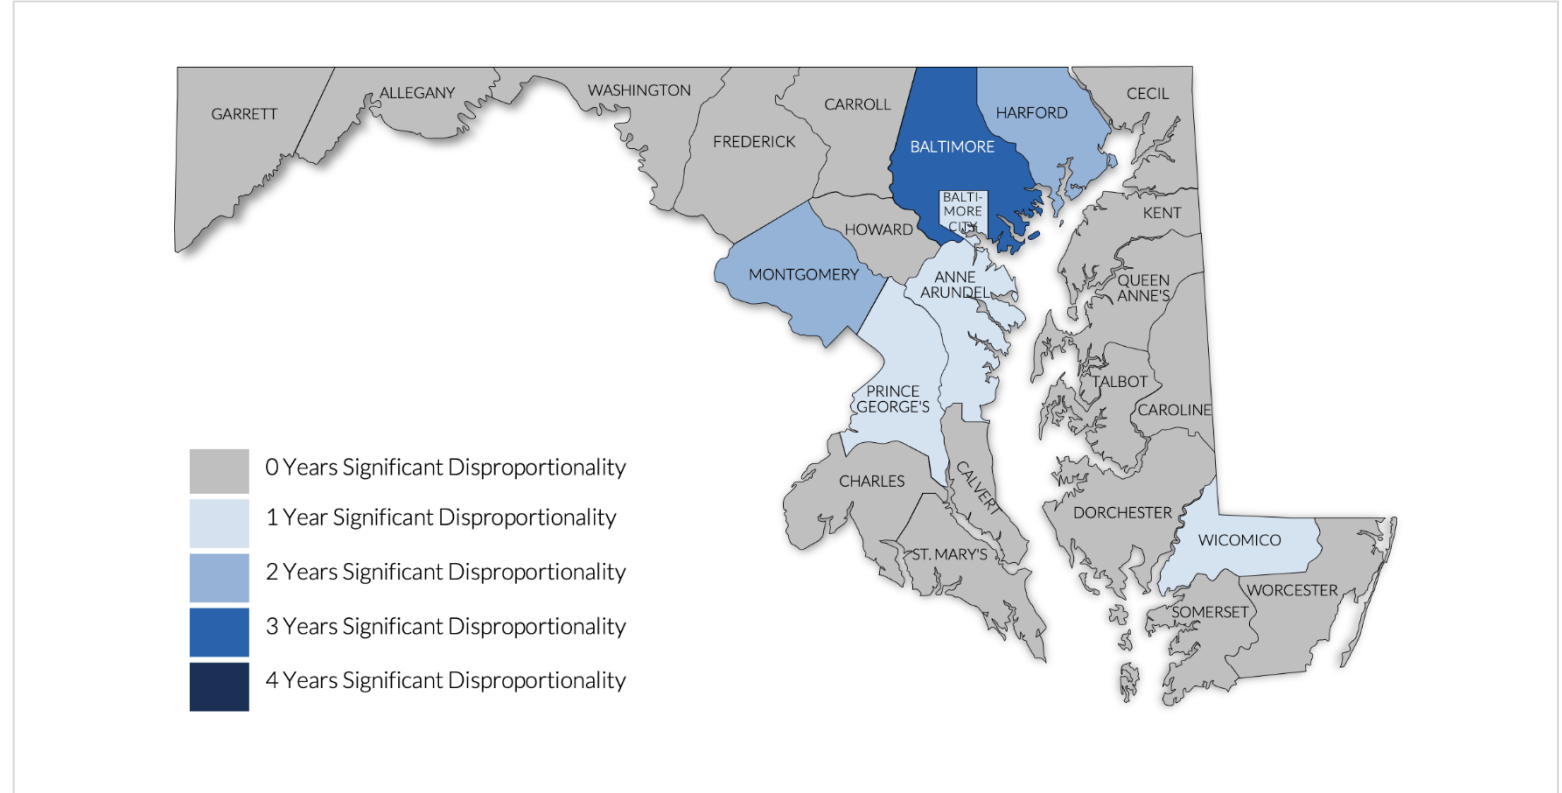 GARRETT
ALLEGANY
WASHINGTON
FREDERICK
CARROLL
BALTIMORE
HARFORD
CECIL
BALTI-
MORE
CITY
KENT
HOWARD
MONTGOMERY
ANNE
ARUNDEL
QUEEN
ANNE'S
TALBOT
CAROLINE
PRINCE
GEORGE'S
CHARLES
CALVERT
ST. MARY'S
DORCHESTER
WICOMICO
WORCESTER
SOMERSET
0 Years Significant Disproportionality
1 Year Significant Disproportionality
2 Years Significant Disproportionality
3 Years Significant Disproportionality
4 Years Significant Disproportionality